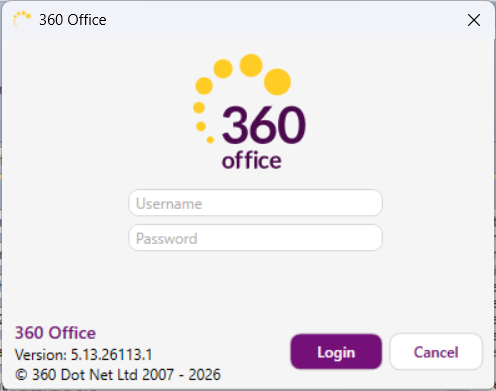 360 Office
360
office
Username
Password
360 Office
Version: 5.13.26113.1
© 360 Dot Net Ltd 2007 - 2026
Login
Cancel